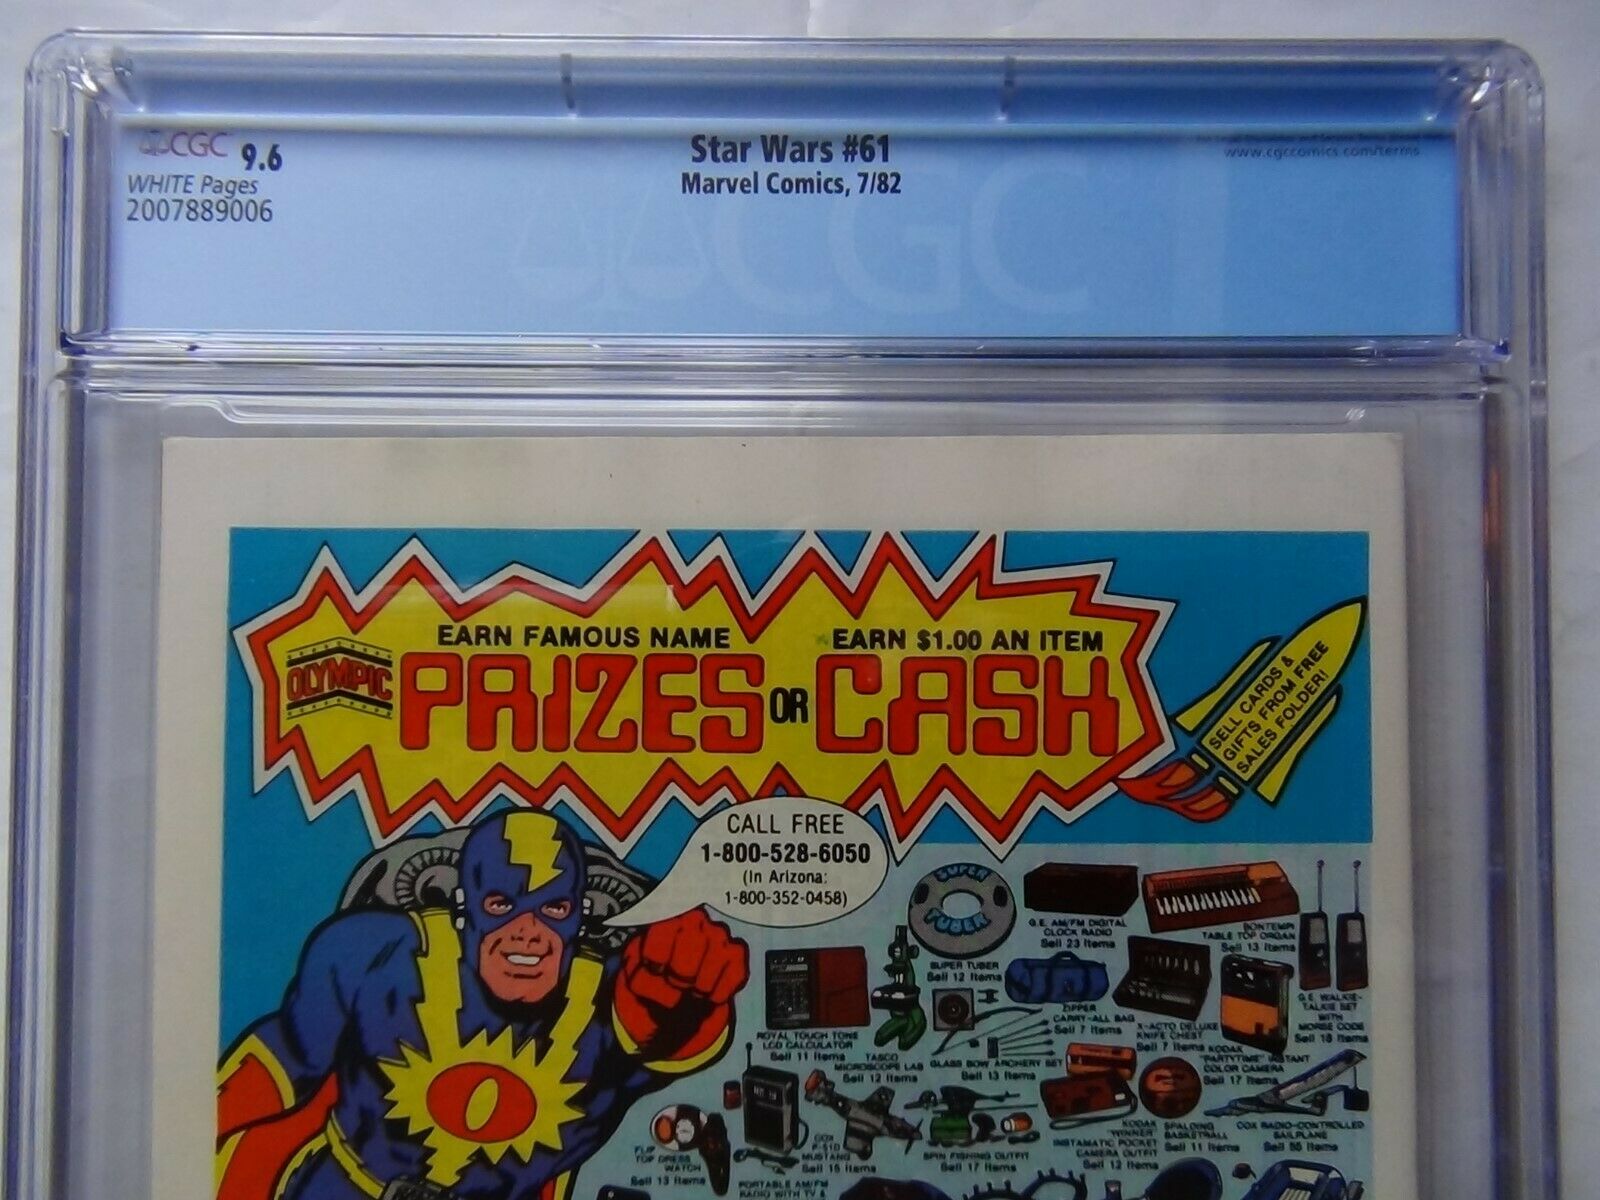 CGC 9.6
WHITE Pages
2007889006
Star Wars #61
Marvel Comics, 7/82
www.cgccomics.com/terms
CGC
OLYMPIC
EARN FAMOUS NAME
PRIZES OR CASH
EARN $1.00 AN ITEM
SELL CARDS &
GIFTS FROM FREE
SALES FOLDER!
CALL FREE
1-800-528-6050
(In Arizona:
1-800-352-0458)
O
SUPER
TUBER
SUPER TUBER
Sell 12 Items
G.E. AM/FM DIGITAL
CLOCK RADIO
Sell 23 Items
BONTEMPI
TABLE TOP ORGAN
Sell 13 Items
G.E. WALKIE-
TALKIE SET
WITH
MORSE CODE
Sell 18 Items
ZIPPER
CARRY-ALL BAG
Sell 7 Items
X-ACTO DELUXE
KNIFE CHEST
Sell 7 Items
KODAK
"PARTYTIME" INSTANT
COLOR CAMERA
Sell 17 Items
ROYAL TOUCH TONE
LCD CALCULATOR
Sell 11 Items
TASCO
MICROSCOPE LAB
Sell 12 Items
GLASS BOW ARCHERY SET
Sell 13 Items
FLIP
TOP DRESS
WATCH
Sell 13 Items
COX
P-51D
MUSTANG
Sell 15 Items
SPIN FISHING OUTFIT
Sell 17 Items
KODAK
"WINNER"
INSTAMATIC POCKET
CAMERA OUTFIT
Sell 12 Items
SPALDING
BASKETBALL
Sell 11 Items
COX RADIO-CONTROLLED
SAILPLANE
Sell 55 Items
PORTABLE AM/FM
RADIO WITH TV &